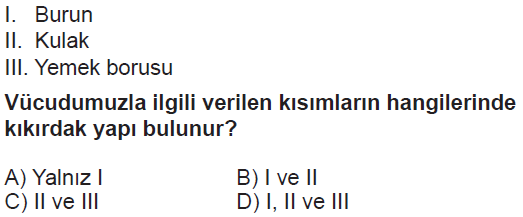 I. Burun
II. Kulak
III. Yemek borusu
Vücudumuzla ilgili verilen kısımların hangilerinde
kıkırdak yapı bulunur?
A) Yalnız I B) I ve II
C) II ve III D) I, II ve III